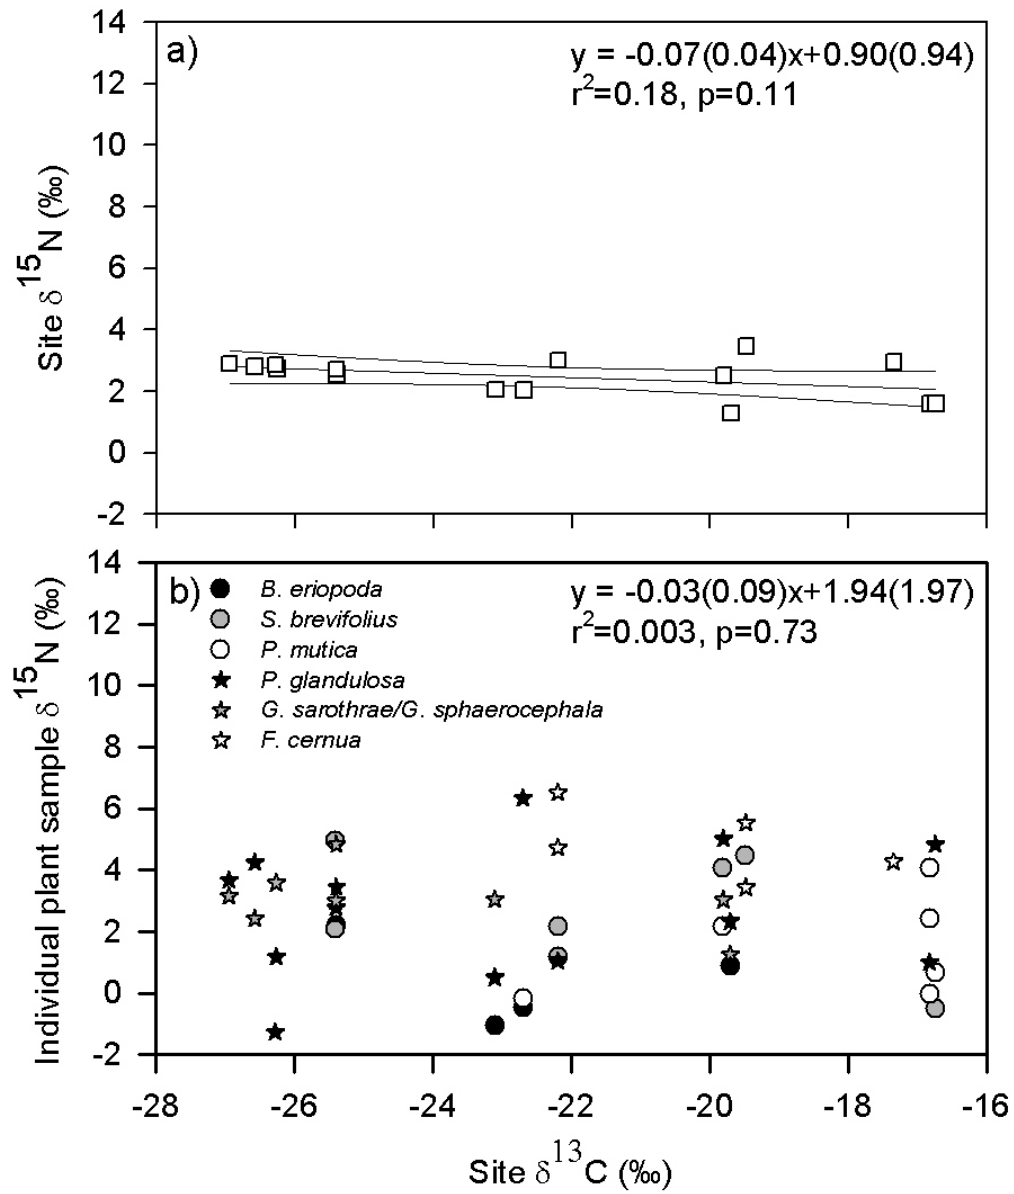 14
12
10
8
6
4
2
0
-2
Site δ ¹⁵N (‰)
a)
y = -0.07(0.04)x+0.90(0.94)
r²=0.18, p=0.11
14
12
10
8
6
4
2
0
-2
Individual plant sample δ ¹⁵N (‰)
b)
B. eriopoda
S. brevifolius
P. mutica
P. glandulosa
G. sarothrae/G. sphaerocephala
F. cernua
y = -0.03(0.09)x+1.94(1.97)
r²=0.003, p=0.73
-28 -26 -24 -22 -20 -18 -16
Site δ¹³C (‰)